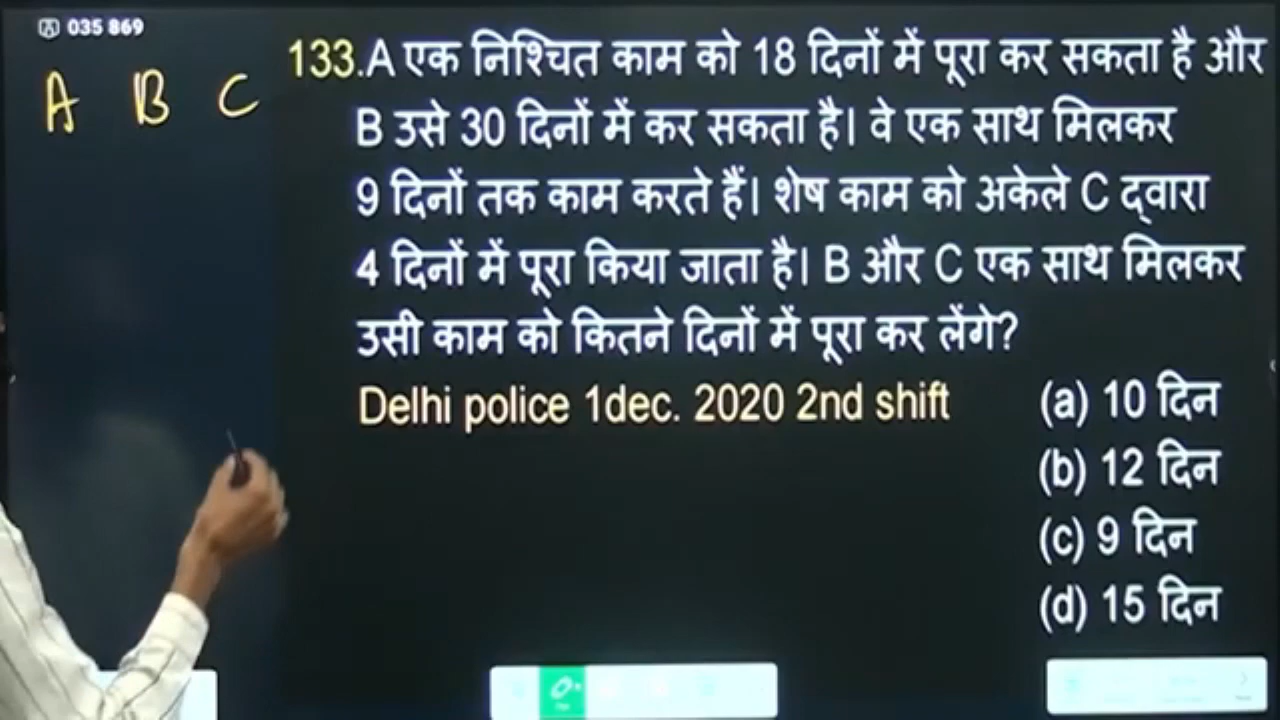 035 869
A B C
133.A एक निश्चित काम को 18 दिनों में पूरा कर सकता है और
B उसे 30 दिनों में कर सकता है। वे एक साथ मिलकर
9 दिनों तक काम करते हैं। शेष काम को अकेले C द्वारा
4 दिनों में पूरा किया जाता है। B और C एक साथ मिलकर
उसी काम को कितने दिनों में पूरा कर लेंगे?
Delhi police 1dec. 2020 2nd shift
(a) 10 दिन
(b) 12 दिन
(c) 9 दिन
(d) 15 दिन